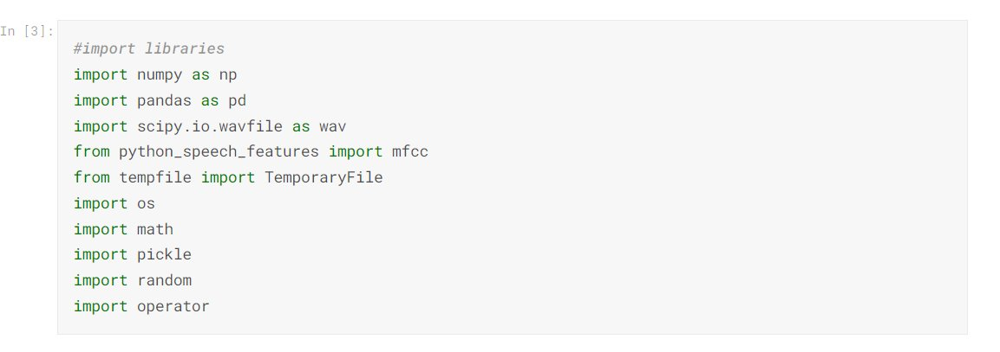 In [3]:
#import libraries
import numpy as np
import pandas as pd
import scipy.io.wavfile as wav
from python_speech_features import mfcc
from tempfile import TemporaryFile
import os
import math
import pickle
import random
import operator